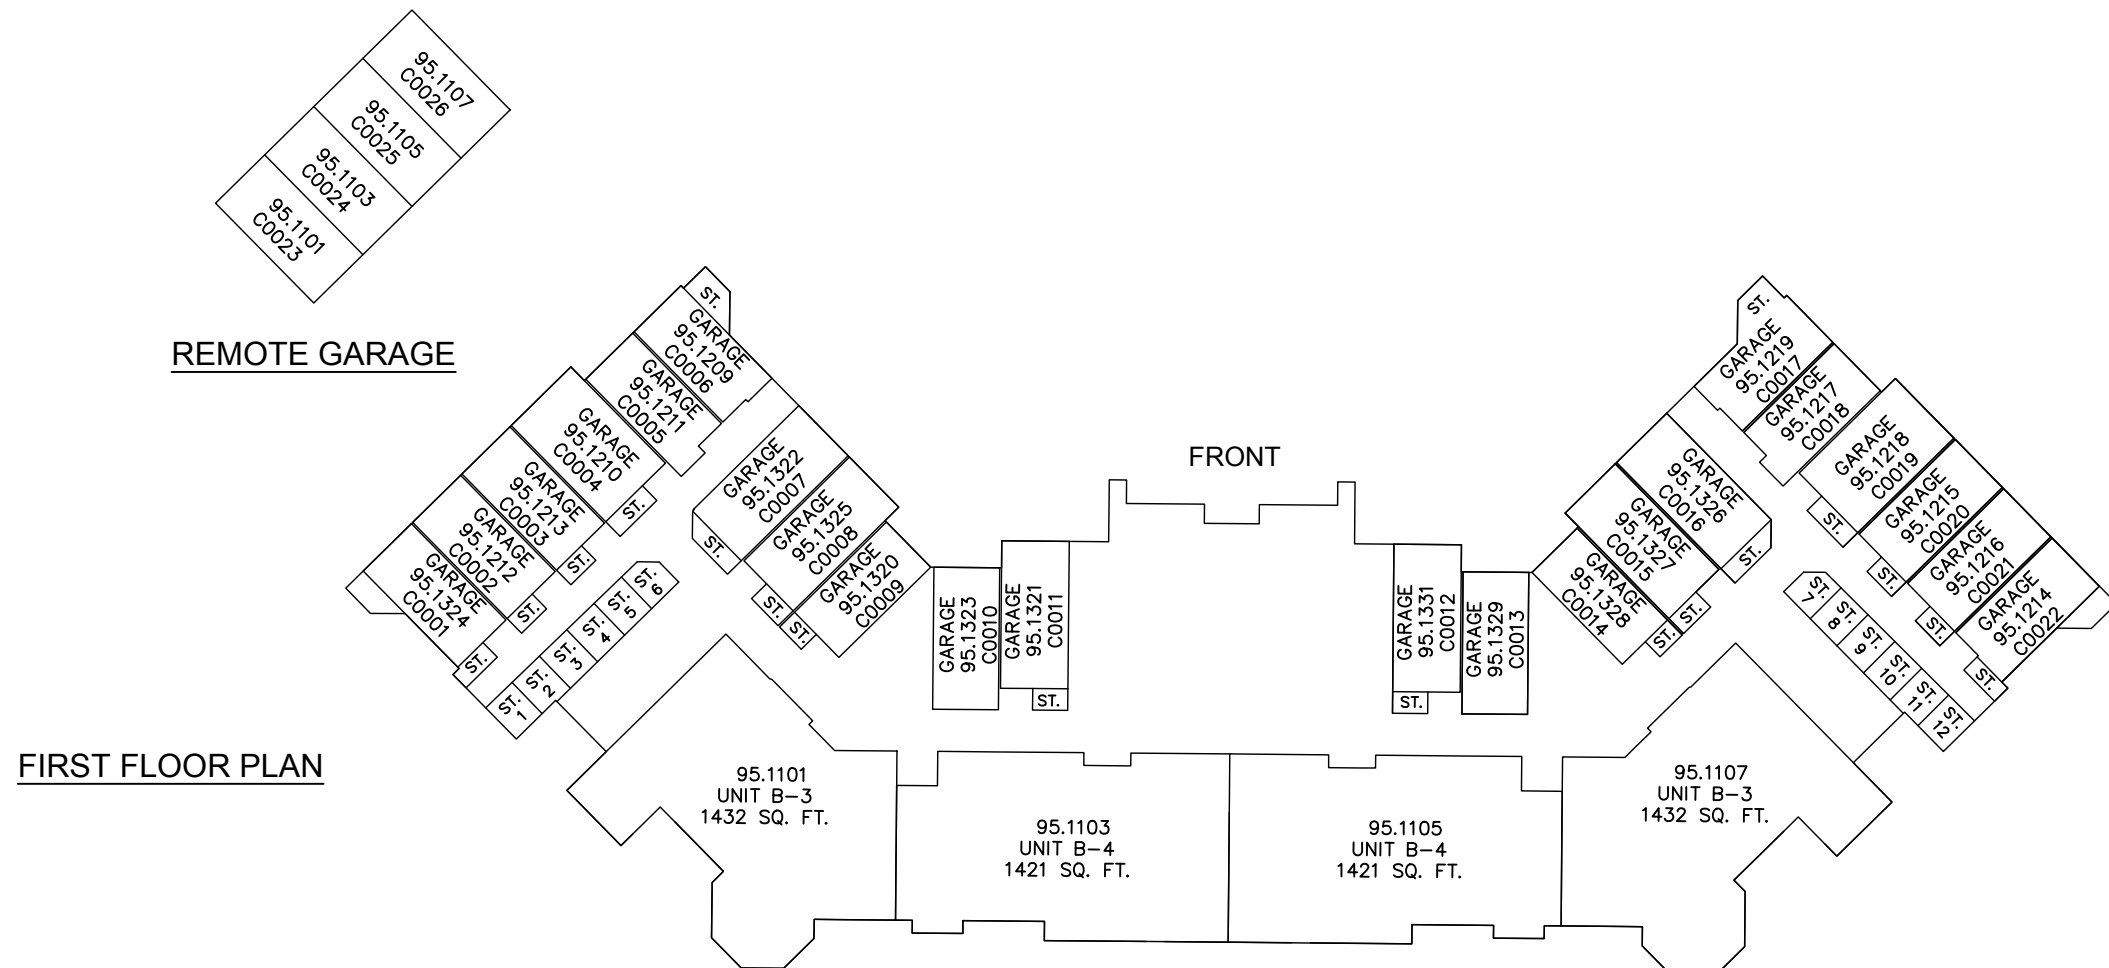 95.1107
C0026
95.1105
C0025
95.1103
C0024
95.1101
C0023
REMOTE GARAGE
ST.
GARAGE
95.1209
C0006
GARAGE
95.1211
C0005
GARAGE
95.1210
C0004
ST.
GARAGE
95.1213
C0003
ST.
GARAGE
95.1212
C0002
ST.
GARAGE
95.1324
C0001
ST.
ST.
1
ST.
2
ST.
3
ST.
4
ST.
5
ST.
6
GARAGE
95.1322
C0007
ST.
GARAGE
95.1325
C0008
ST.
GARAGE
95.1320
C0009
ST.
GARAGE
95.1323
C0010
GARAGE
95.1321
C0011
ST.
FRONT
GARAGE
95.1331
C0012
ST.
GARAGE
95.1329
C0013
GARAGE
95.1328
C0014
ST.
GARAGE
95.1327
C0015
ST.
GARAGE
95.1326
C0016
ST.
ST.
GARAGE
95.1219
C0017
GARAGE
95.1217
C0018
GARAGE
95.1218
C0019
ST.
GARAGE
95.1215
C0020
ST.
GARAGE
95.1216
C0021
ST.
GARAGE
95.1214
C0022
ST.
ST.
7
ST.
8
ST.
9
ST.
10
ST.
11
ST.
12
FIRST FLOOR PLAN
95.1101
UNIT B-3
1432 SQ. FT.
95.1103
UNIT B-4
1421 SQ. FT.
95.1105
UNIT B-4
1421 SQ. FT.
95.1107
UNIT B-3
1432 SQ. FT.